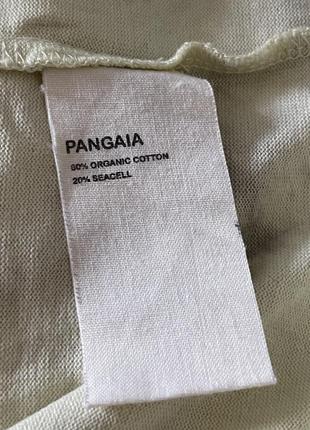 PANGAIA
80% ORGANIC COTTON
20% SEACELL